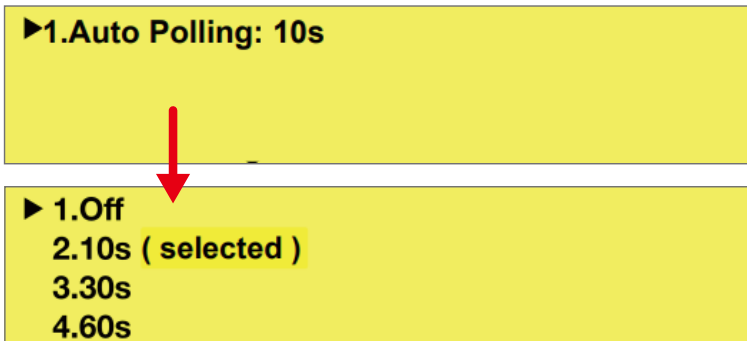 ▶1.Auto Polling: 10s
▶ 1.Off
2.10s ( selected )
3.30s
4.60s